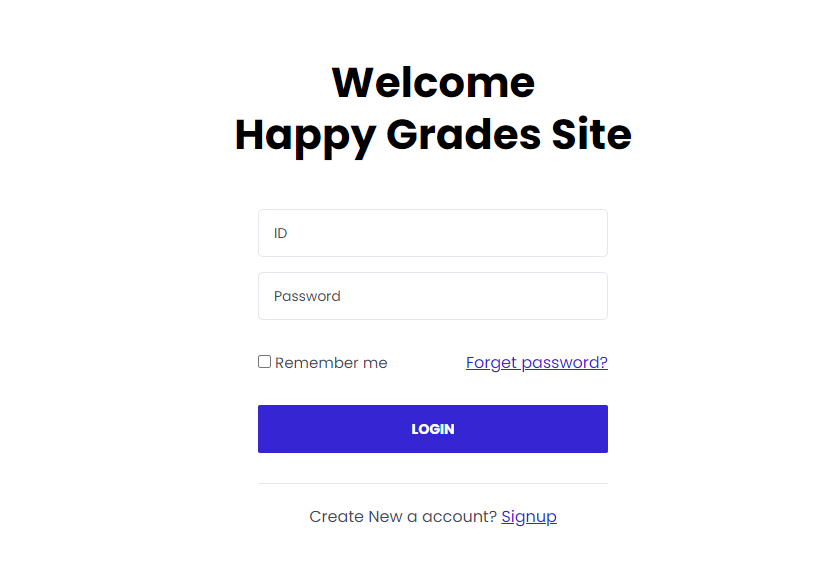 Welcome
Happy Grades Site
ID
Password
Remember me
Forget password?
LOGIN
Create New a account? Signup